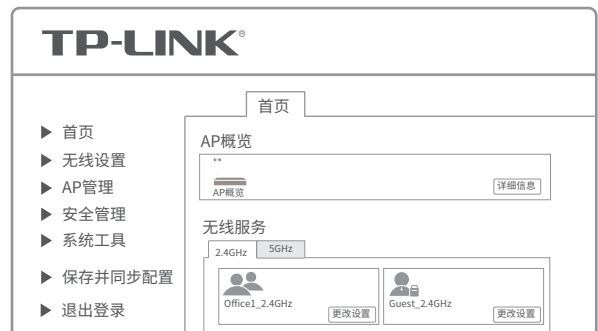 TP-LINK®
首页
首页
无线设置
AP管理
安全管理
系统工具
保存并同步配置
退出登录
AP概览
AP概览
详细信息
无线服务
2.4GHz
5GHz
Office1_2.4GHz
更改设置
Guest_2.4GHz
更改设置